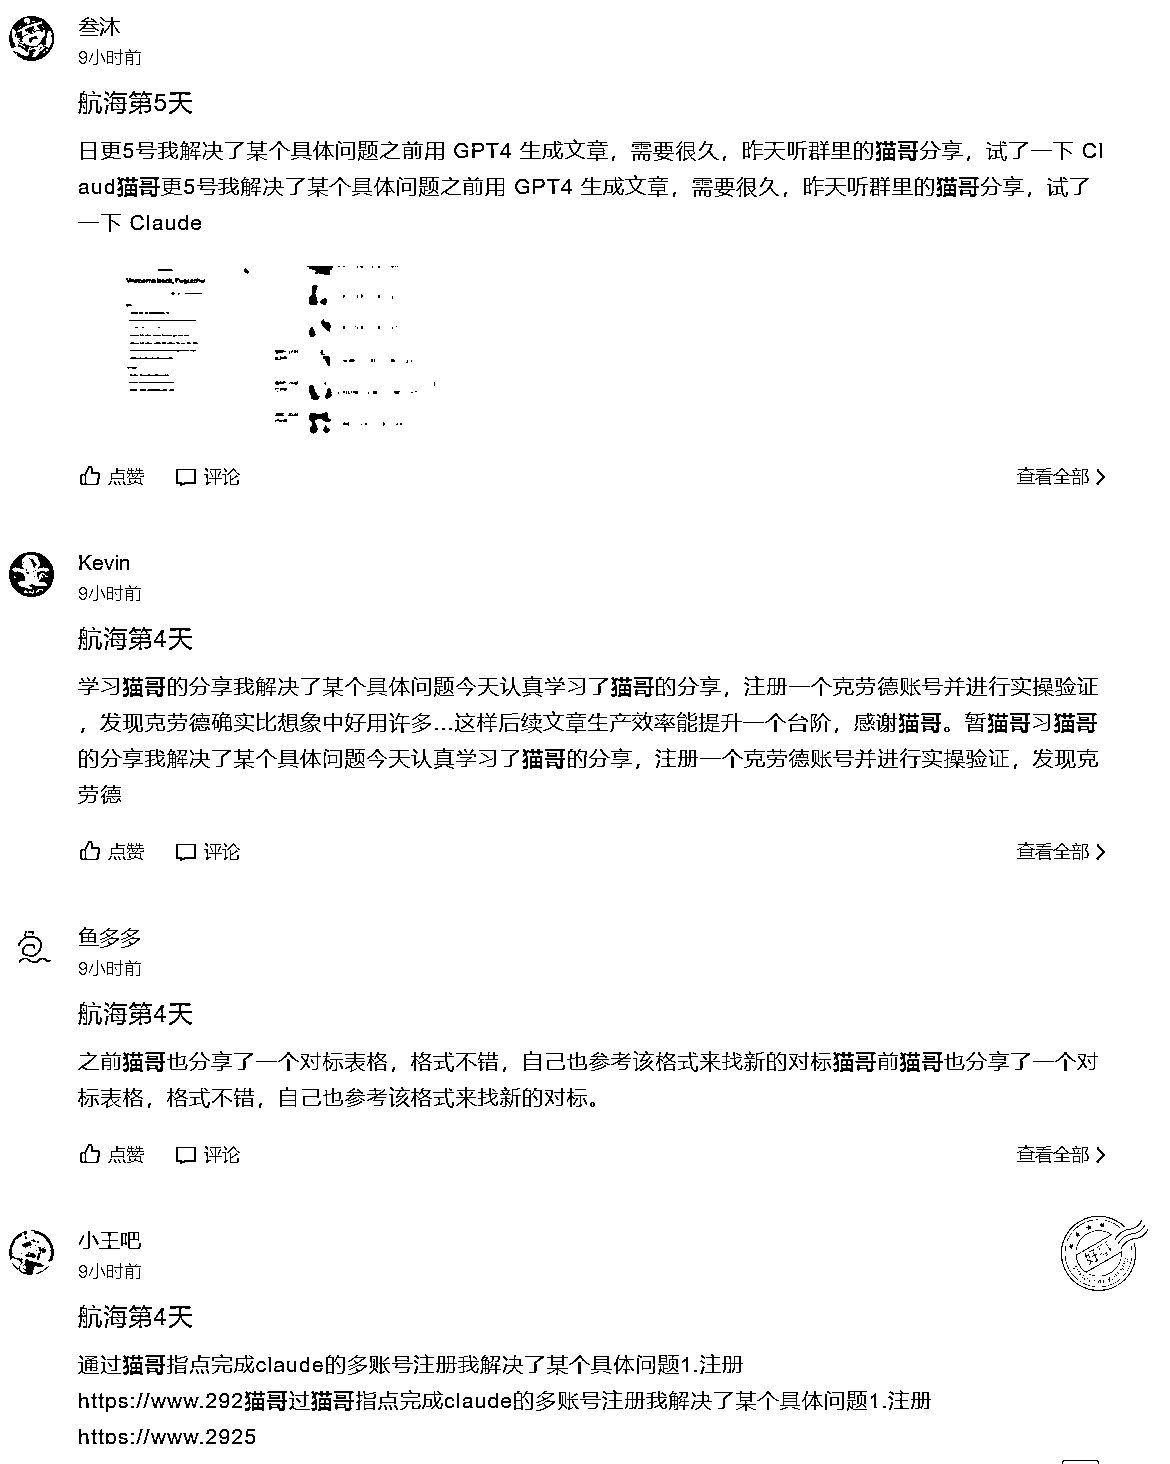 叁沐
9小时前
航海第5天
日更5号我解决了某个具体问题之前用 GPT4 生成文章，需要很久，昨天听群里的猫哥分享，试了一下 Cl
aud猫哥更5号我解决了某个具体问题之前用 GPT4 生成文章，需要很久，昨天听群里的猫哥分享，试了
一下 Claude
点赞 评论 查看全部
Kevin
9小时前
航海第4天
学习猫哥的分享我解决了某个具体问题今天认真学习了猫哥的分享，注册一个克劳德账号并进行实操验证
，发现克劳德确实比想象中好用许多...这样后续文章生产效率能提升一个台阶，感谢猫哥。暂猫哥习猫哥
的分享我解决了某个具体问题今天认真学习了猫哥的分享，注册一个克劳德账号并进行实操验证，发现克
劳德
点赞 评论 查看全部
鱼多多
9小时前
航海第4天
之前猫哥也分享了一个对标表格，格式不错，自己也参考该格式来找新的对标猫哥前猫哥也分享了一个对
标表格，格式不错，自己也参考该格式来找新的对标。
点赞 评论 查看全部
小王吧
9小时前
航海第4天
通过猫哥指点完成claude的多账号注册我解决了某个具体问题1.注册
https://www.292猫哥过猫哥指点完成claude的多账号注册我解决了某个具体问题1.注册
https://www.2925